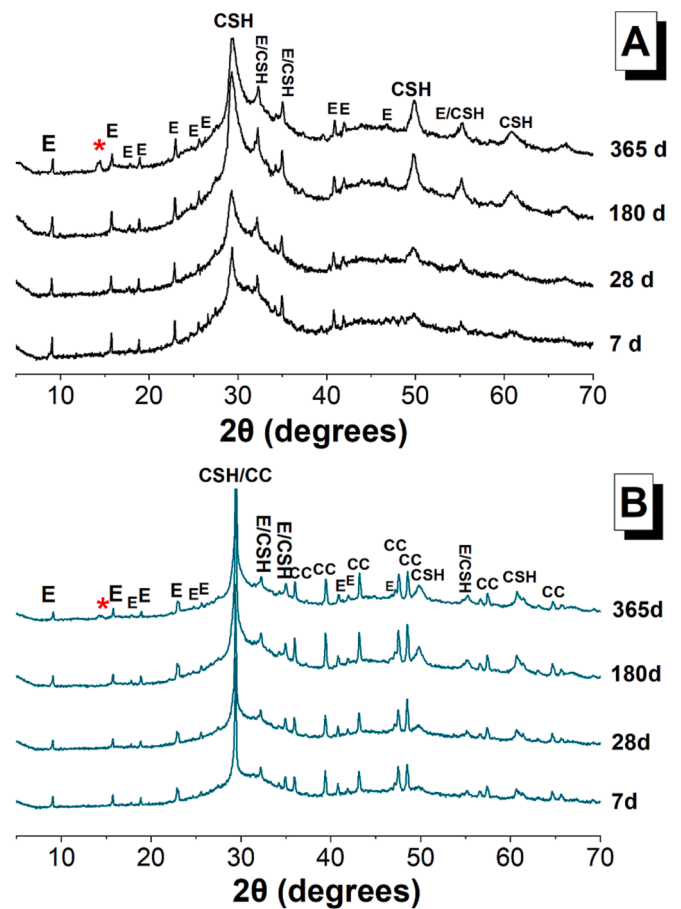 CSH
A
E/CSH
E/CSH
CSH
E
*
E
E
E
E
E
E
E
E
E
E/CSH
CSH
365 d
180 d
28 d
7 d
10
20
30
40
50
60
70
2θ (degrees)
CSH/CC
B
E/CSH
E/CSH
CC
CC
CC
CC
CC
E/CSH
E
*
E
E
E
E
E
E
CC
E
E
E
CSH
CC
CSH
CC
365d
180d
28d
7d
10
20
30
40
50
60
70
2θ (degrees)